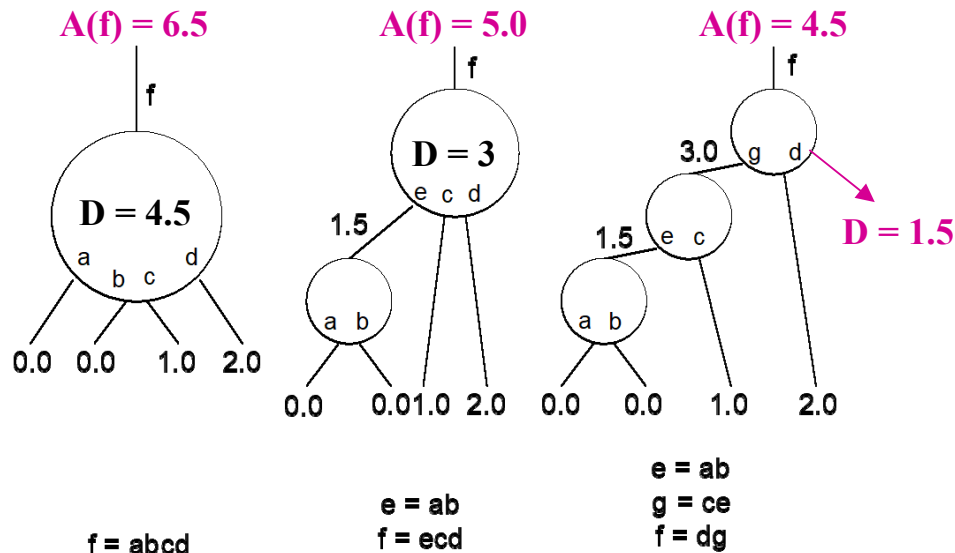 A(f) = 6.5
f
D = 4.5
a b c d
0.0 0.0 1.0 2.0
f = abcd
A(f) = 5.0
f
D = 3
e c d
1.5
a b
0.0 0.0 1.0 2.0
e = ab
f = ecd
A(f) = 4.5
f
3.0 g d
D = 1.5
1.5 e c
a b
0.0 0.0 1.0 2.0
e = ab
g = ce
f = dg